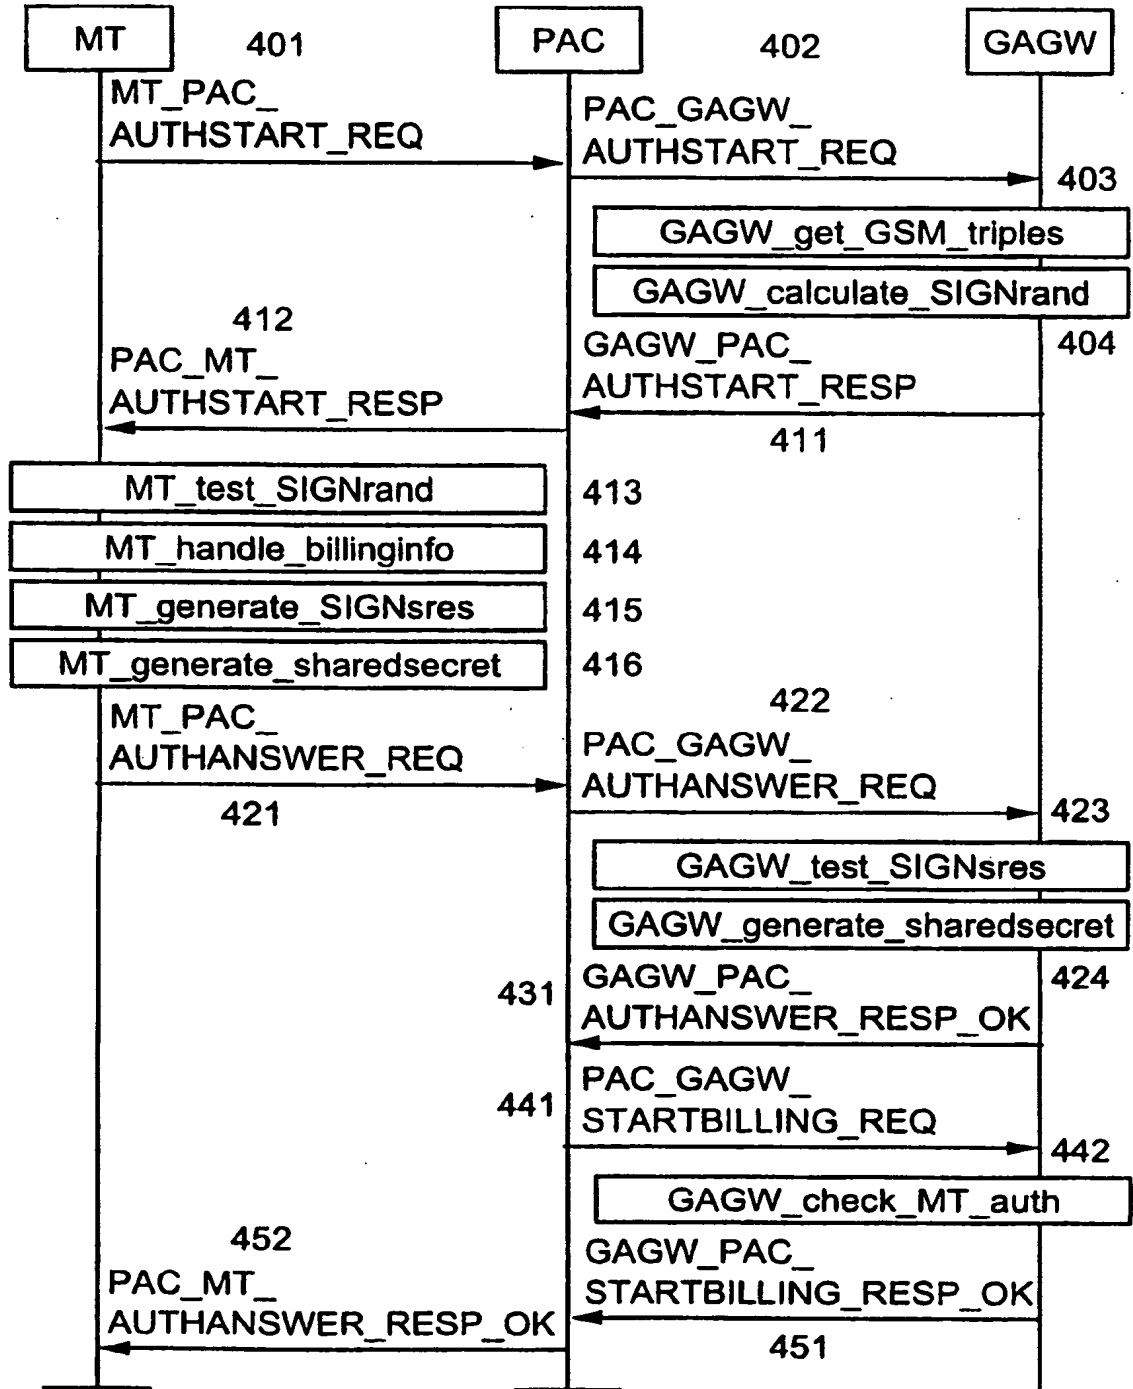 MT
401
PAC
402
GAGW
MT_PAC_
AUTHSTART_REQ
PAC_GAGW_
AUTHSTART_REQ
403
GAGW_get_GSM_triples
GAGW_calculate_SIGNrand
412
PAC_MT_
AUTHSTART_RESP
GAGW_PAC_
AUTHSTART_RESP
404
411
MT_test_SIGNrand
413
MT_handle_billinginfo
414
MT_generate_SIGNsres
415
MT_generate_sharedsecret
416
MT_PAC_
AUTHANSWER_REQ
421
422
PAC_GAGW_
AUTHANSWER_REQ
423
GAGW_test_SIGNsres
GAGW_generate_sharedsecret
431
GAGW_PAC_
AUTHANSWER_RESP_OK
424
441
PAC_GAGW_
STARTBILLING_REQ
442
GAGW_check_MT_auth
452
PAC_MT_
AUTHANSWER_RESP_OK
GAGW_PAC_
STARTBILLING_RESP_OK
451